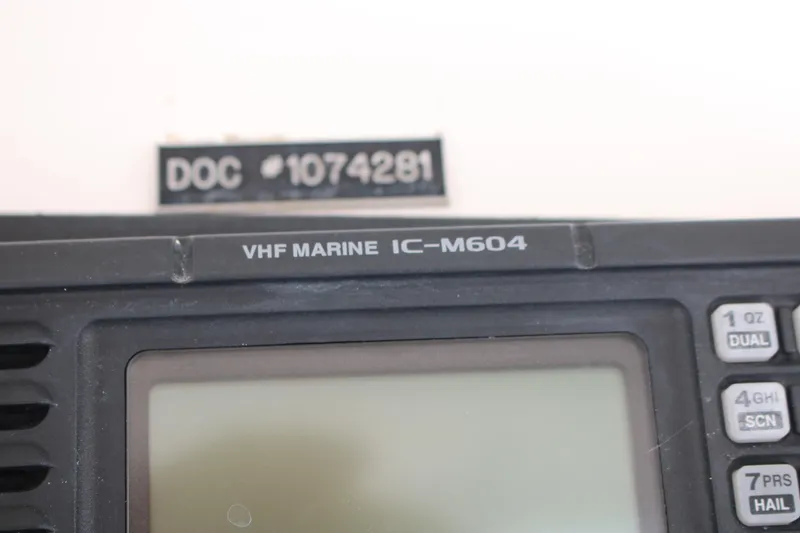 DOC #1074281
VHF MARINE IC-M604
1 QZ
DUAL
4 GHI
SCN
7 PRS
HAIL